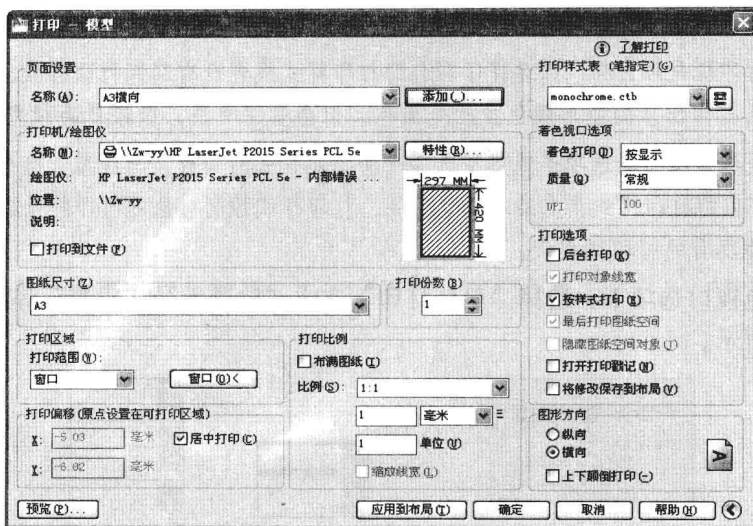 打印 - 模型
了解打印
页面设置
名称(A):
A3横向
添加(.)...
打印样式表 (笔指定)(G)
monochrome.ctb
打印机/绘图仪
名称(M):
\\Zw-yy\HP LaserJet P2015 Series PCL 5e
特性(R)...
绘图仪:
HP LaserJet P2015 Series PCL 5e - 内部错误 ...
位置:
\\Zw-yy
说明:
打印到文件(F)
297 MM
420 MM
着色视口选项
着色打印(D)
按显示
质量(Q)
常规
DPI
100
图纸尺寸(Z)
A3
打印份数(B)
1
打印选项
后台打印(K)
打印对象线宽
按样式打印(E)
最后打印图纸空间
隐藏图纸空间对象(J)
打开打印戳记(N)
将修改保存到布局(V)
打印区域
打印范围(W):
窗口
窗口(O)<
打印比例
布满图纸(I)
比例(S):
1:1
1
毫米
=
1
单位(U)
缩放线宽(L)
打印偏移(原点设置在可打印区域)
X:
-5.03
毫米
居中打印(C)
Y:
-6.02
毫米
图形方向
纵向
横向
上下颠倒打印(-)
A
预览(P)...
应用到布局(T)
确定
取消
帮助(H)